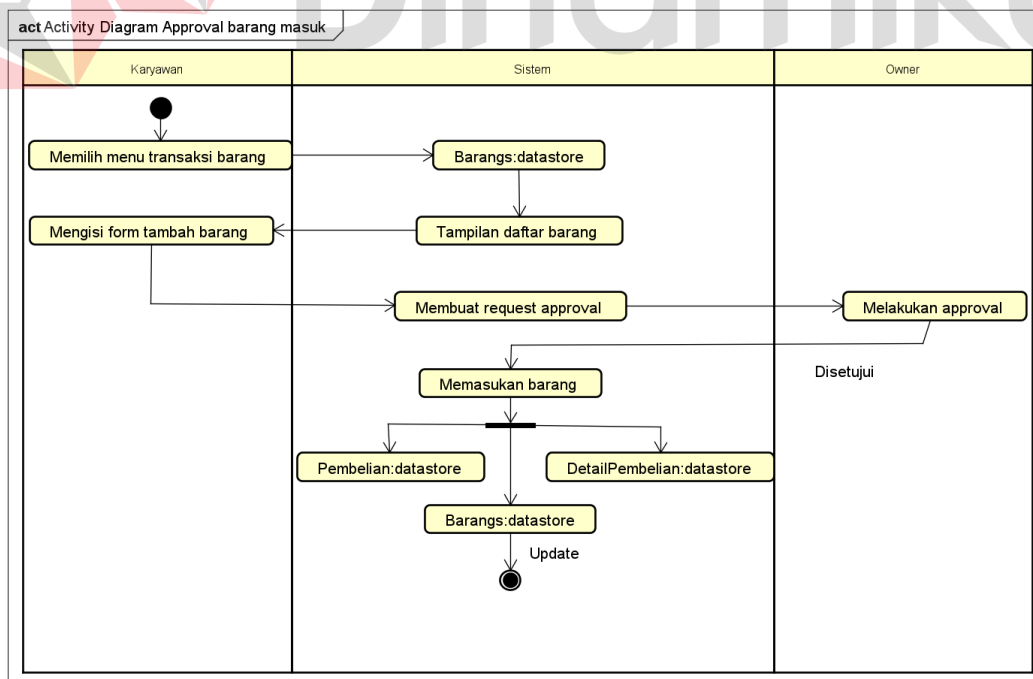 Dinamika
act Activity Diagram Approval barang masuk
Karyawan
Sistem
Owner
Memilih menu transaksi barang
Barangs:datastore
Mengisi form tambah barang
Tampilan daftar barang
Membuat request approval
Melakukan approval
Disetujui
Memasukan barang
Pembelian:datastore
DetailPembelian:datastore
Barangs:datastore
Update